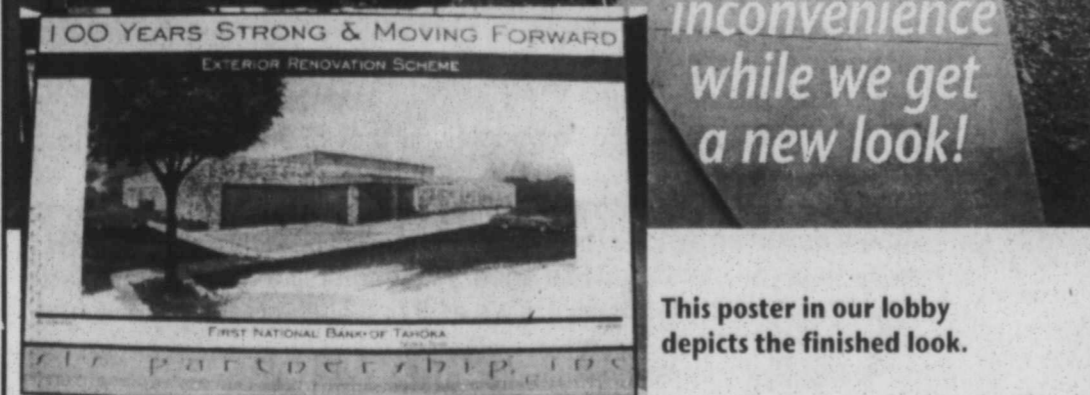 100 YEARS STRONG & MOVING FORWARD
EXTERIOR RENOVATION SCHEME
FIRST NATIONAL BANK OF TAHOKA
partnership, inc
inconvenience
while we get
a new look!
This poster in our lobby
depicts the finished look.